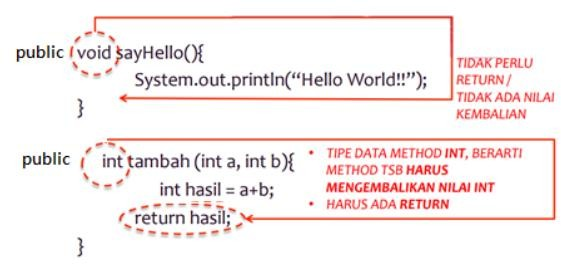 public void sayHello(){
System.out.println(“Hello World!!”);
}
TIDAK PERLU
RETURN /
TIDAK ADA NILAI
KEMBALIAN
public int tambah (int a, int b){
int hasil = a+b;
return hasil;
}
• TIPE DATA METHOD INT, BERARTI
METHOD TSB HARUS
MENGEMBALIKAN NILAI INT
• HARUS ADA RETURN